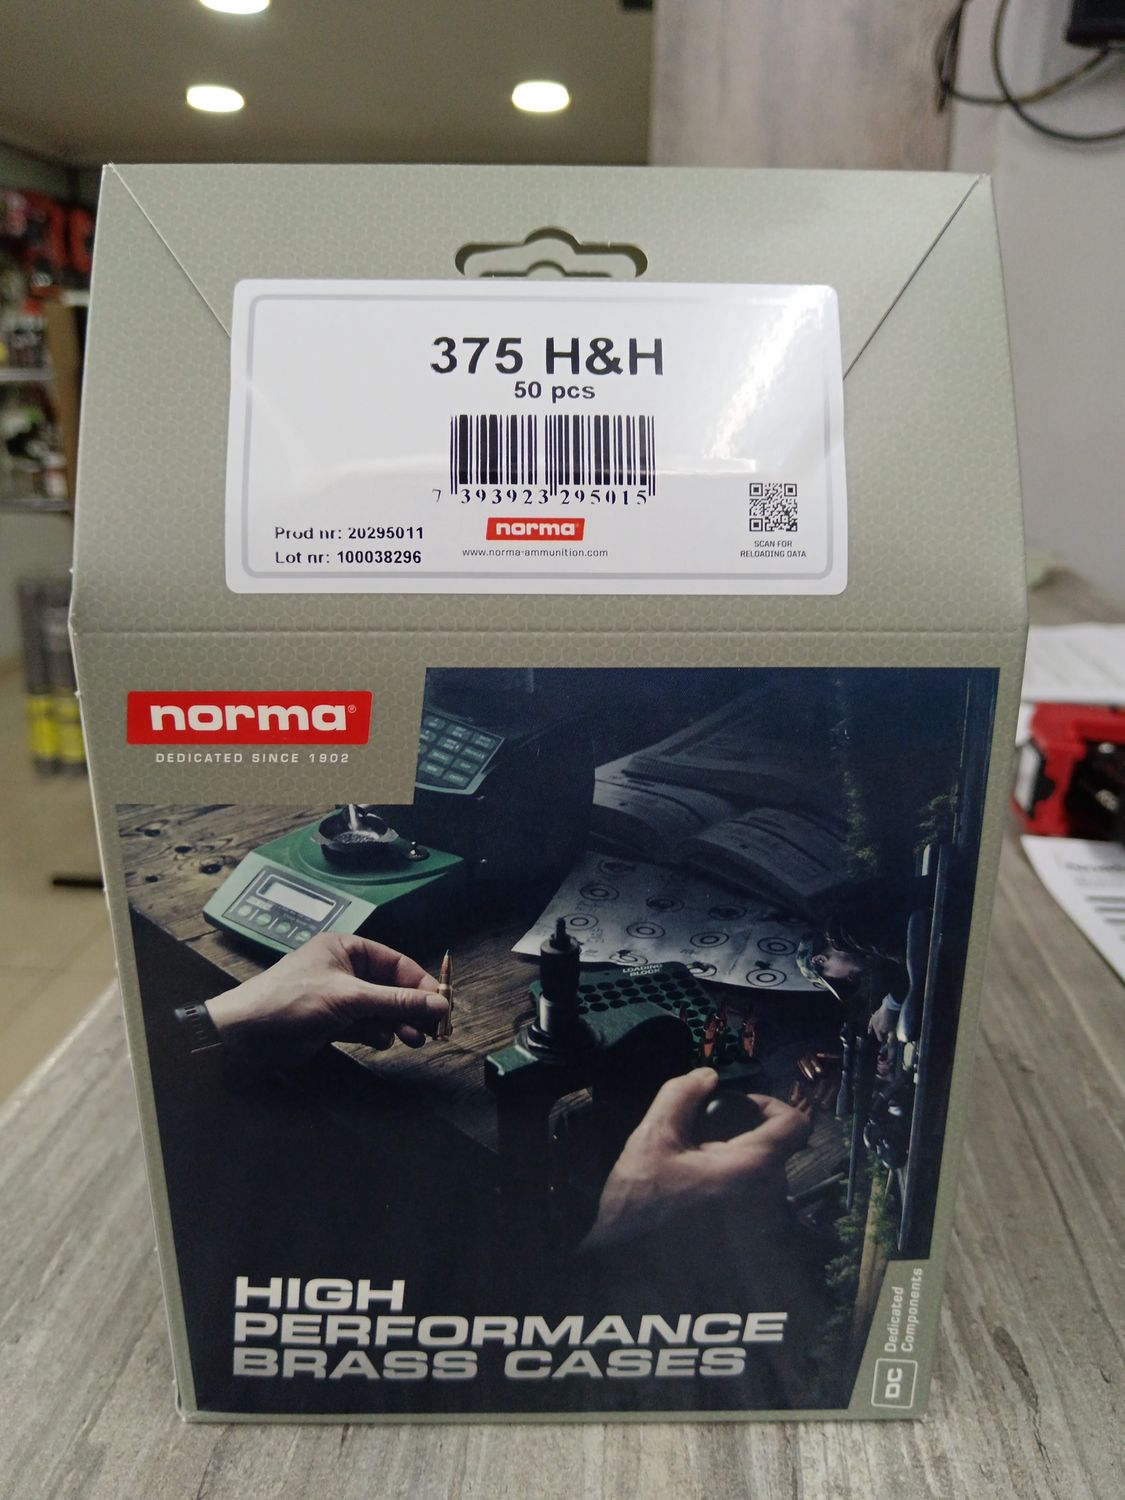 375 H&H
50 pcs
7 393923 295015
Prod nr: 20295011
Lot nr: 100038296
norma
www.norma-ammunition.com
SCAN FOR
RELOADING DATA
norma®
DEDICATED SINCE 1902
LOADING
BLOCK
HIGH
PERFORMANCE
BRASS CASES
DC
Dedicated
Components